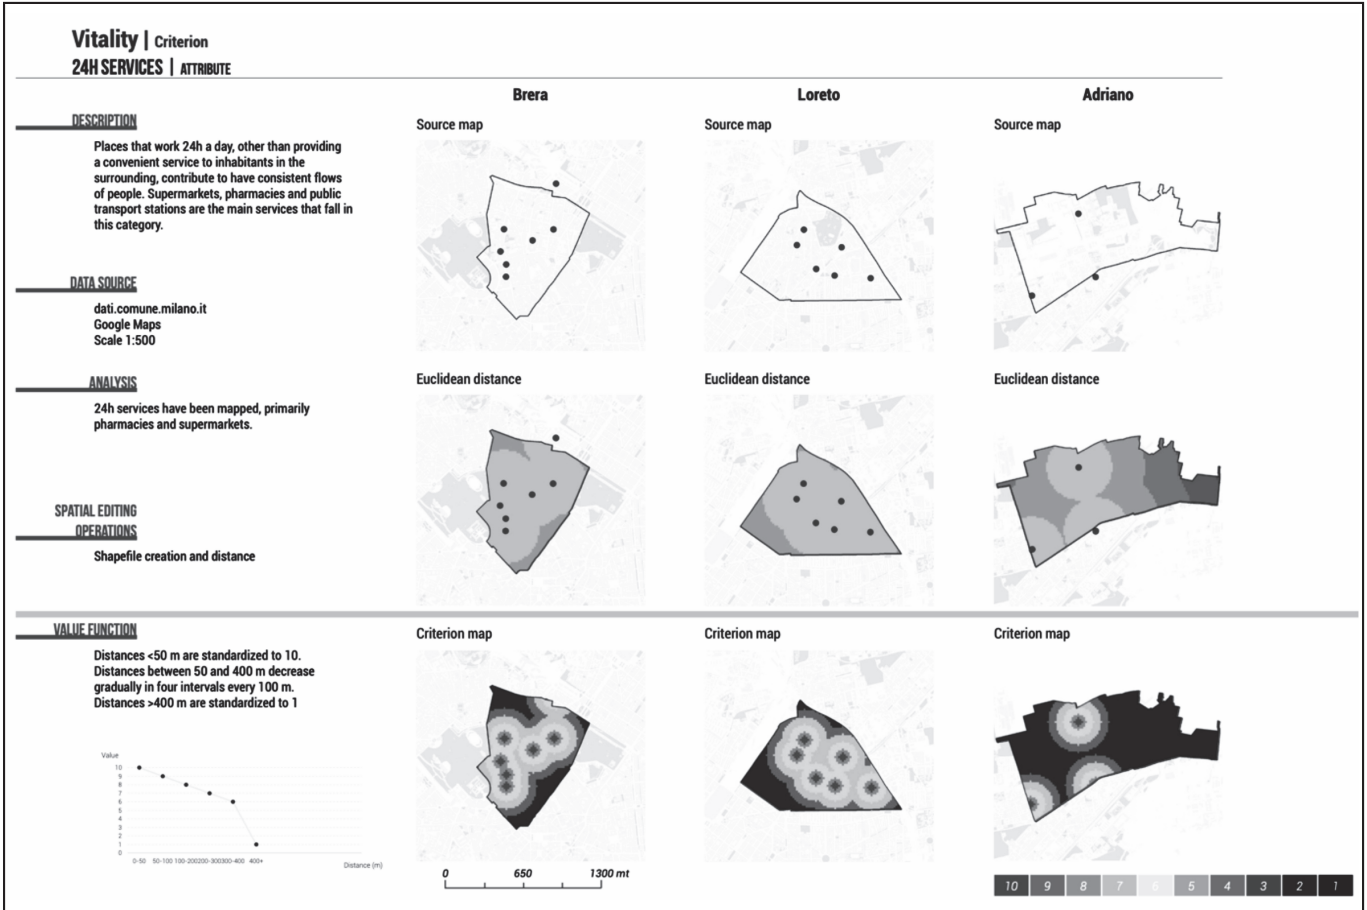 Vitality | Criterion
24H SERVICES | ATTRIBUTE
Brera
Loreto
Adriano
DESCRIPTION
Places that work 24h a day, other than providing
a convenient service to inhabitants in the
surrounding, contribute to have consistent flows
of people. Supermarkets, pharmacies and public
transport stations are the main services that fall in
this category.
Source map
Source map
Source map
DATA SOURCE
dati.comune.milano.it
Google Maps
Scale 1:500
ANALYSIS
24h services have been mapped, primarily
pharmacies and supermarkets.
Euclidean distance
Euclidean distance
Euclidean distance
SPATIAL EDITING
OPERATIONS
Shapefile creation and distance
VALUE FUNCTION
Distances <50 m are standardized to 10.
Distances between 50 and 400 m decrease
gradually in four intervals every 100 m.
Distances >400 m are standardized to 1
Criterion map
Criterion map
Criterion map
Value
10
9
8
7
6
5
4
3
2
1
0
0-50 50-100 100-200 200-300 300-400 400+
Distance (m)
0 650 1300 mt
10 9 8 7 6 5 4 3 2 1